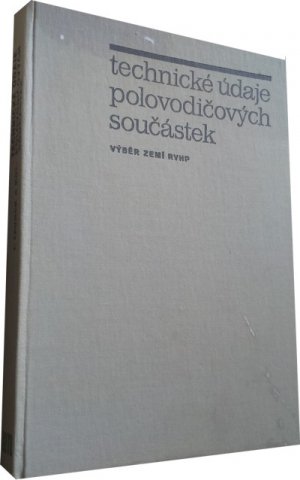 technické údaje
polovodičových
součástek
VÝBĚR ZEMÍ RVHP